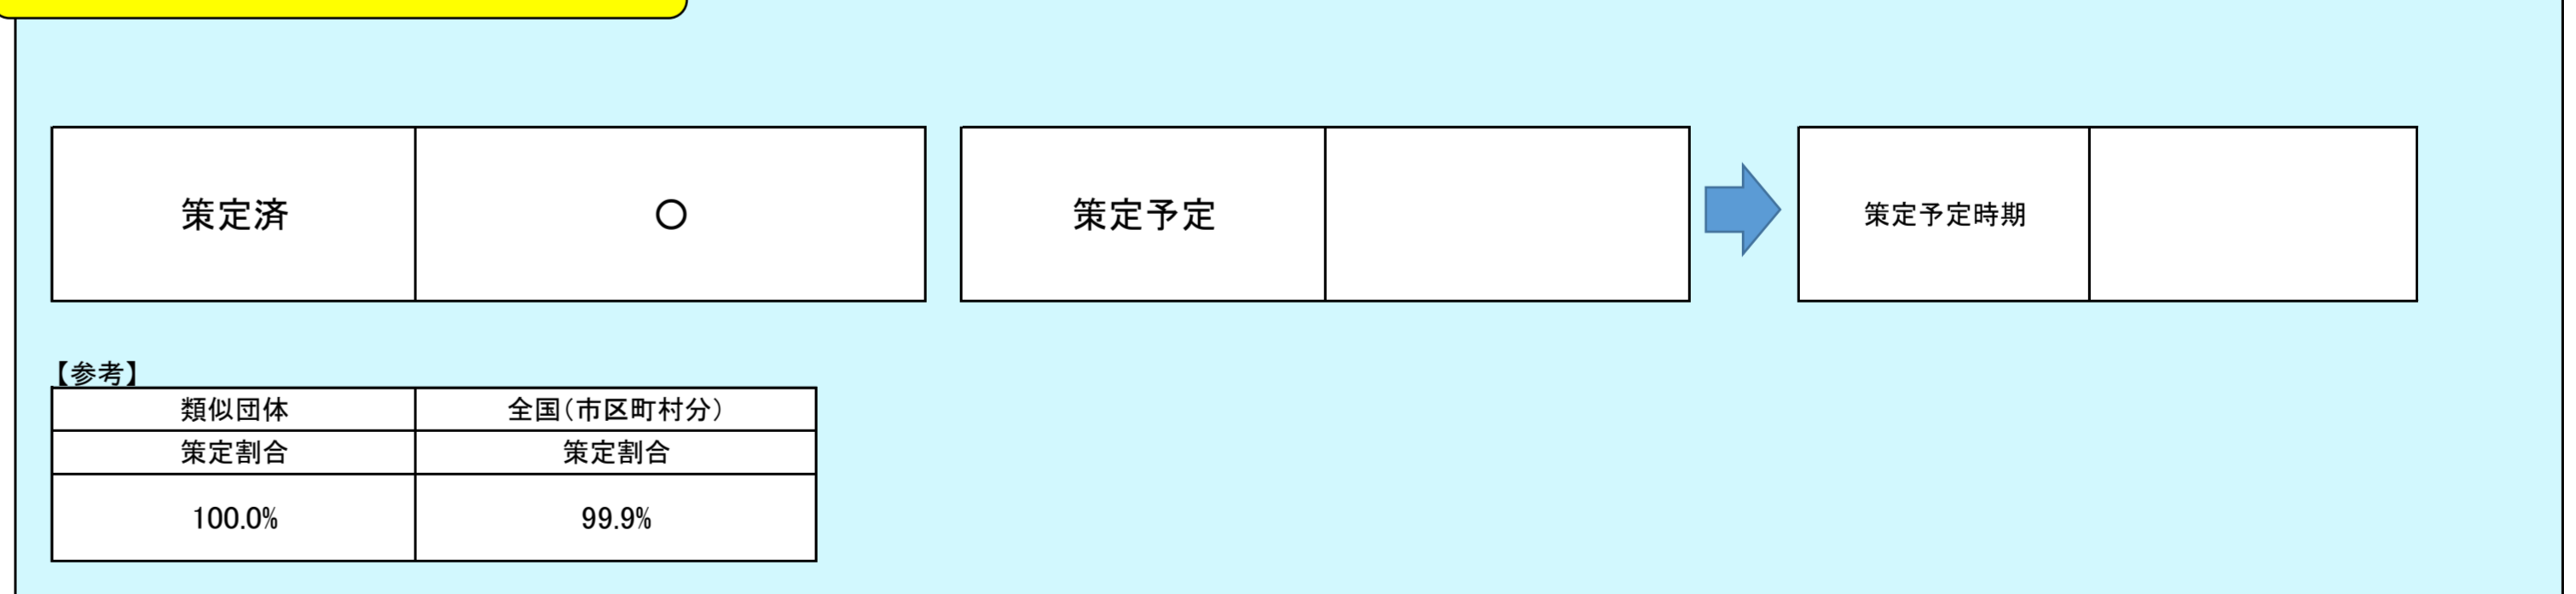 策定済 ○ 策定予定 策定予定時期
【参考】
類似団体 全国(市区町村分)
策定割合 策定割合
100.0% 99.9%